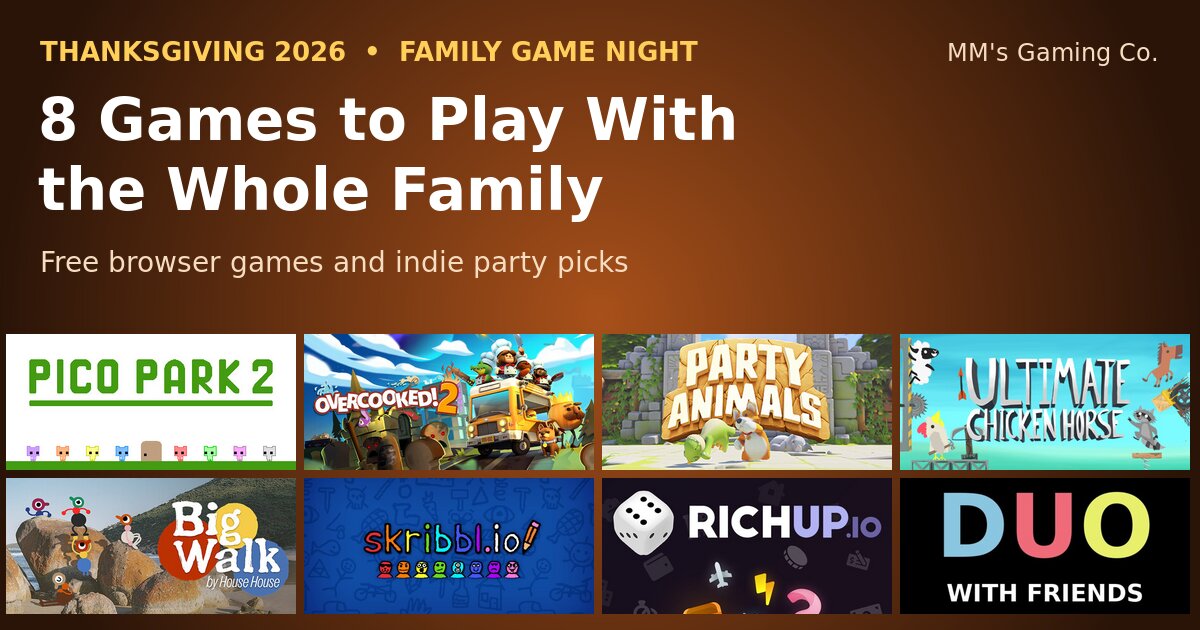 THANKSGIVING 2026 • FAMILY GAME NIGHT
MM's Gaming Co.
8 Games to Play With
the Whole Family
Free browser games and indie party picks
PICO PARK 2
OVERCOOKED! 2
PARTY
ANIMALS
ULTIMATE
CHICKEN HORSE
Big
Walk
by House House
skribbl.io
RICHUP.io
DUO
WITH FRIENDS